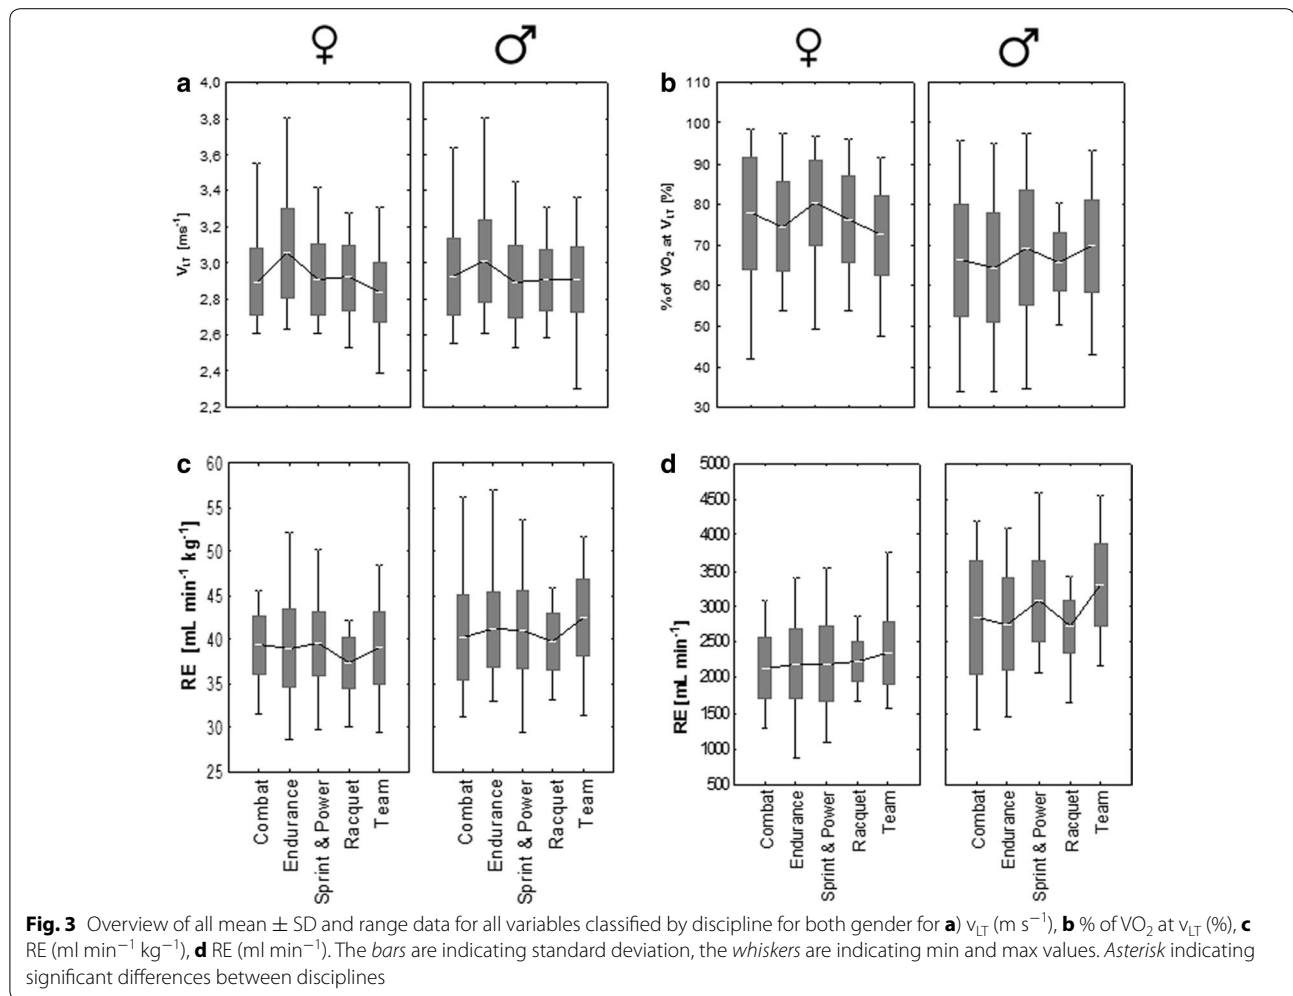 ♀ ♂ ♀ ♂
a
4,0
3,8
3,6
3,4
3,2
3,0
2,8
2,6
2,4
2,2
V_LT [ms⁻¹]
b
110
100
90
80
70
60
50
40
30
% of VO₂ at V_LT [%]
c
60
55
50
45
40
35
30
25
RE [mL min⁻¹ kg⁻¹]
Combat
Endurance
Sprint & Power
Racquet
Team
Combat
Endurance
Sprint & Power
Racquet
Team
d
5000
4500
4000
3500
3000
2500
2000
1500
1000
500
RE [mL min⁻¹]
Combat
Endurance
Sprint & Power
Racquet
Team
Combat
Endurance
Sprint & Power
Racquet
Team
Fig. 3 Overview of all mean ± SD and range data for all variables classified by discipline for both gender for a) v_LT (m s⁻¹), b % of VO₂ at v_LT (%), c
RE (ml min⁻¹ kg⁻¹), d RE (ml min⁻¹). The bars are indicating standard deviation, the whiskers are indicating min and max values. Asterisk indicating
significant differences between disciplines